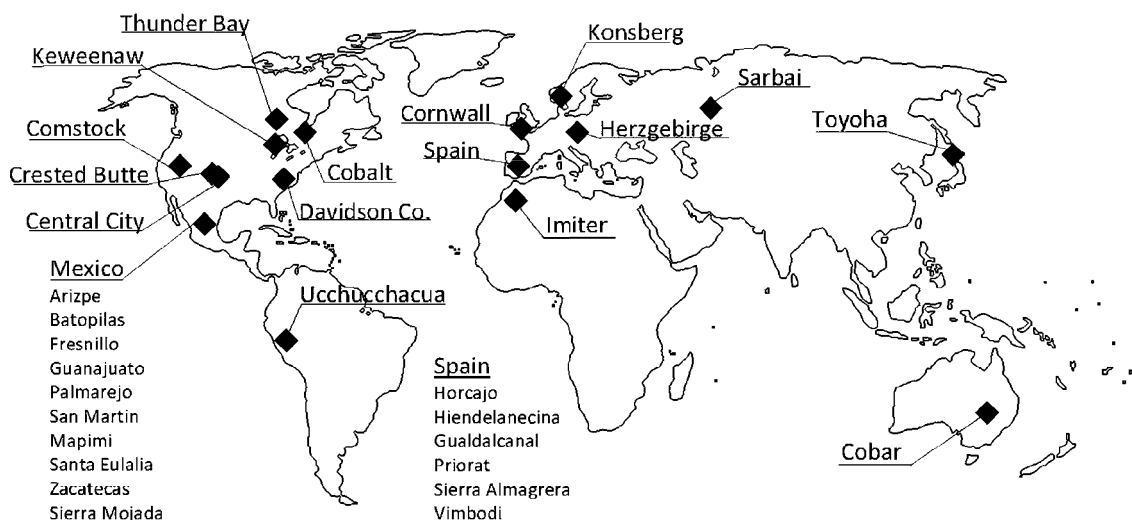 Thunder Bay
Konsberg
Keweenaw
Sarbai
Cornwall
Comstock
Herzgebirge
Toyoha
Spain
Crested Butte
Cobalt
Central City
Davidson Co.
Imiter
Mexico
Arizpe
Batopilas
Fresnillo
Guanajuato
Palmarejo
San Martin
Mapimi
Santa Eulalia
Zacatecas
Sierra Mojada
Ucchucchacua
Spain
Horcajo
Hiendelanecina
Gualdalcanal
Priorat
Sierra Almagrera
Vimbodi
Cobar